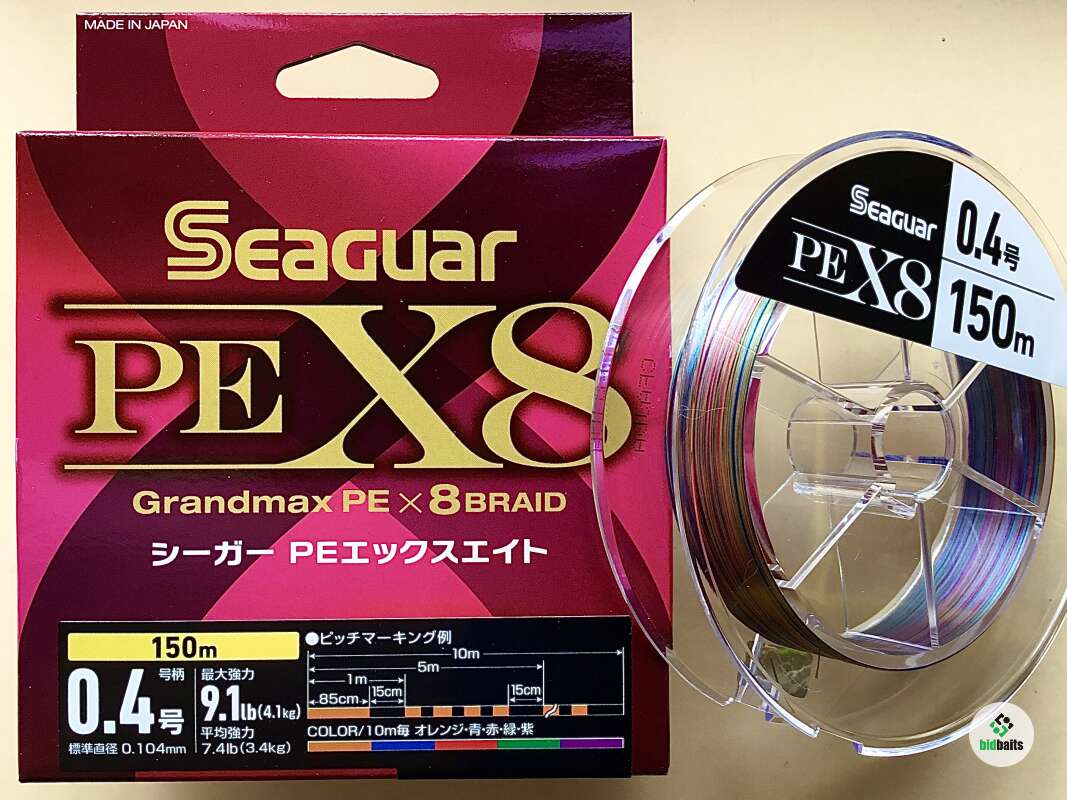 MADE IN JAPAN
SEAGUAR
PE X8
Grandmax PE×8BRAID
シーガー PEエックスエイト
150m
号柄
0.4号
標準直径 0.104mm
最大強力
9.1lb(4.1kg)
平均強力
7.4lb(3.4kg)
●ピッチマーキング例
10m
5m
1m
85cm
15cm
15cm
COLOR/10m毎 オレンジ・青・赤・緑・紫
SEAGUAR
PE X8
0.4号
150m
bidbaits